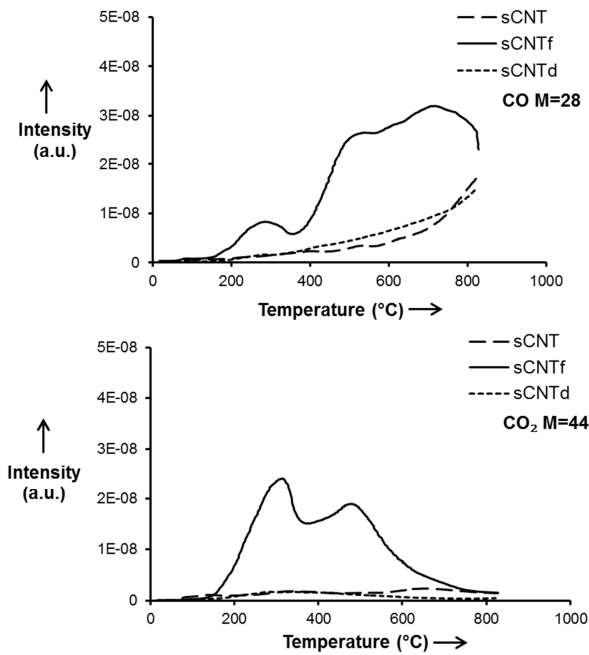 5E-08
sCNT
sCNTf
4E-08
sCNTd
CO M=28
3E-08
Intensity
(a.u.)
2E-08
1E-08
0
0 200 400 600 800 1000
Temperature (°C)
5E-08
sCNT
sCNTf
4E-08
sCNTd
CO₂ M=44
3E-08
Intensity
(a.u.)
2E-08
1E-08
0
0 200 400 600 800 1000
Temperature (°C)